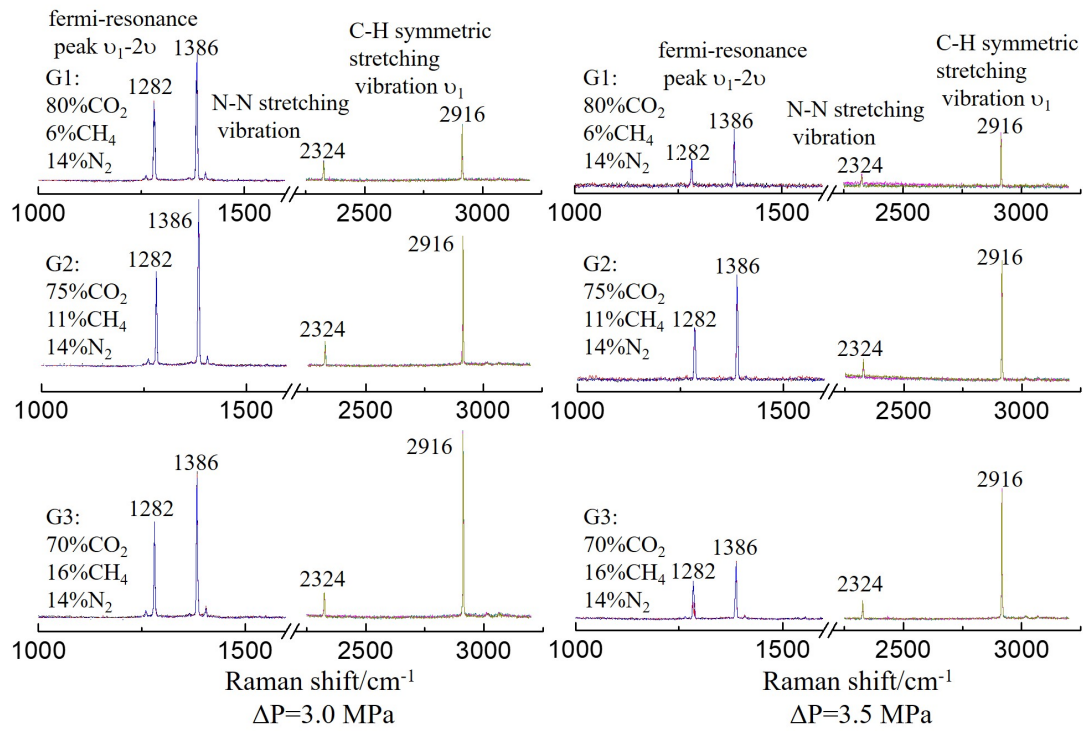 fermi-resonance
peak υ₁-2υ
1386
1282
G1:
80%CO₂
6%CH₄
14%N₂
N-N stretching
vibration
2324
C-H symmetric
stretching
vibration υ₁
2916
1000
1500
2500
3000
fermi-resonance
peak υ₁-2υ
1386
1282
G1:
80%CO₂
6%CH₄
14%N₂
N-N stretching
vibration
2324
C-H symmetric
stretching
vibration υ₁
2916
1000
1500
2500
3000
1386
1282
G2:
75%CO₂
11%CH₄
14%N₂
2324
2916
1000
1500
2500
3000
G2:
75%CO₂
11%CH₄
14%N₂
1282
1386
2324
2916
1000
1500
2500
3000
1386
1282
G3:
70%CO₂
16%CH₄
14%N₂
2324
2916
1000
1500
2500
3000
Raman shift/cm⁻¹
ΔP=3.0 MPa
G3:
70%CO₂
16%CH₄
14%N₂
1282
1386
2324
2916
1000
1500
2500
3000
Raman shift/cm⁻¹
ΔP=3.5 MPa